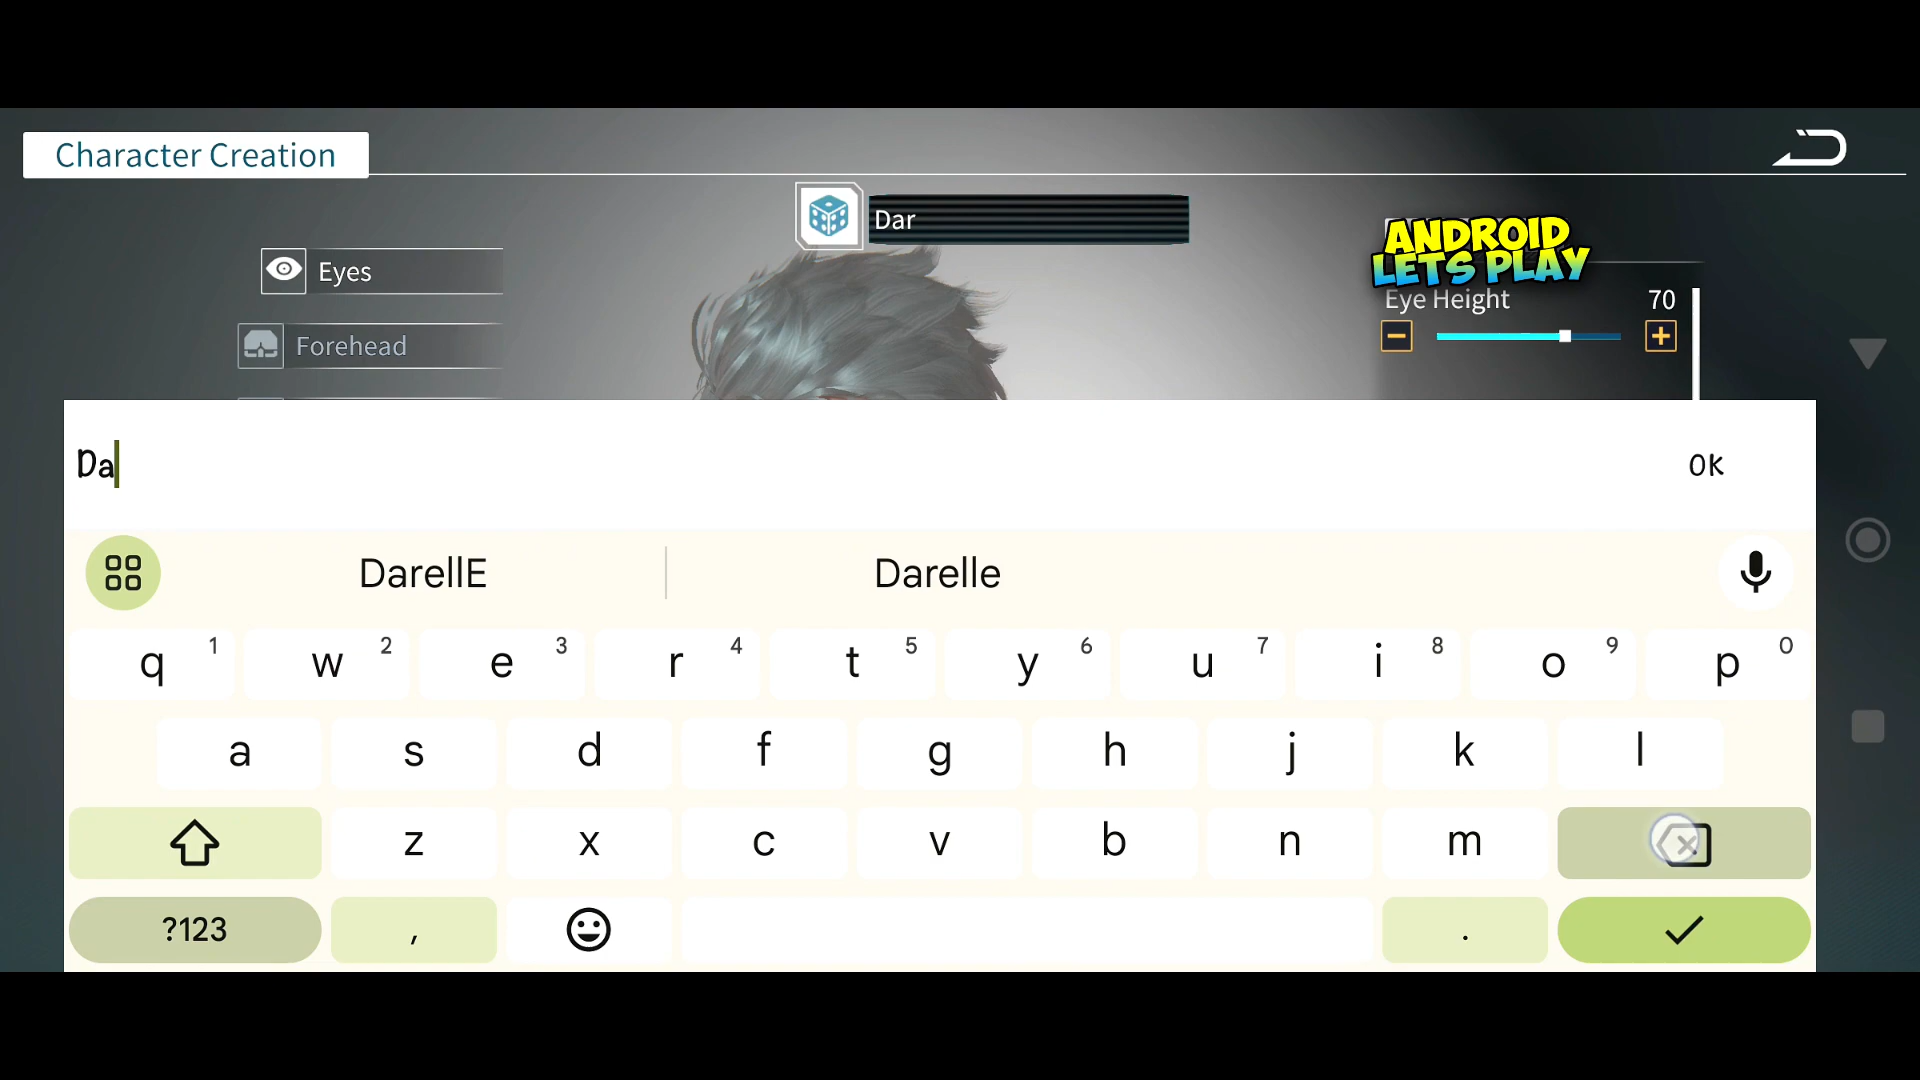 Character Creation
Dar
Eyes
Forehead
ANDROID
LETS PLAY
Eye Height 70
Da OK
DarellE Darelle
q 1 w 2 e 3 r 4 t 5 y 6 u 7 i 8 o 9 p 0
a s d f g h j k l
z x c v b n m
?123 , .